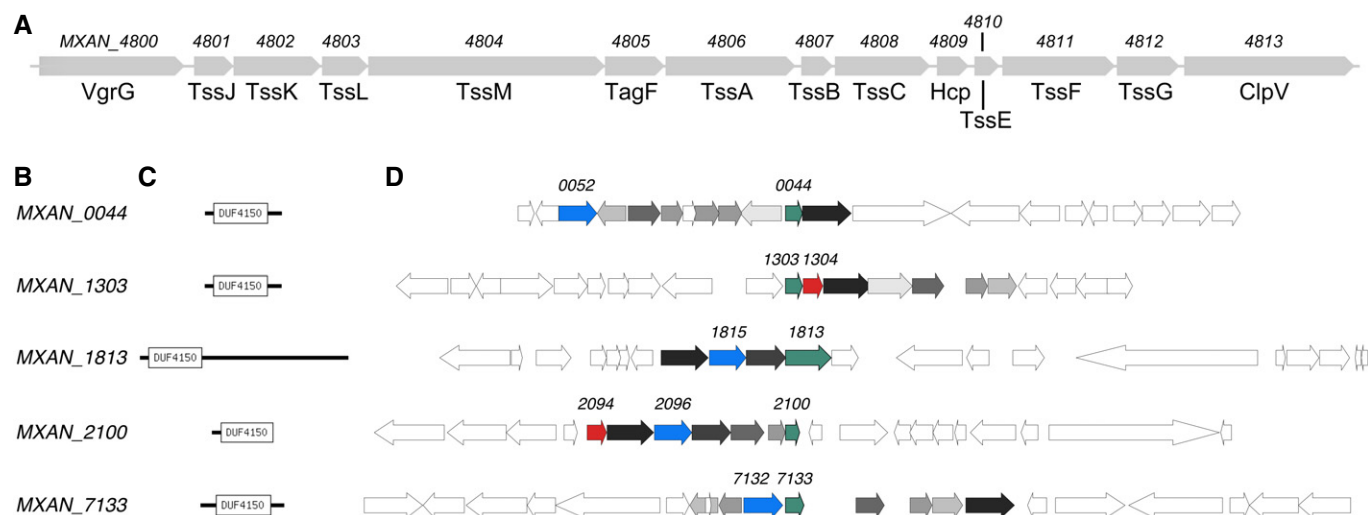 A
MXAN_4800 4801 4802 4803 4804 4805 4806 4807 4808 4809 4810 4811 4812 4813
VgrG TssJ TssK TssL TssM TagF TssA TssB TssC Hcp TssE TssF TssG ClpV
B C D
0052 0044
MXAN_0044 DUF4150
1303 1304
MXAN_1303 DUF4150
1815 1813
MXAN_1813 DUF4150
2094 2096 2100
MXAN_2100 DUF4150
7132 7133
MXAN_7133 DUF4150